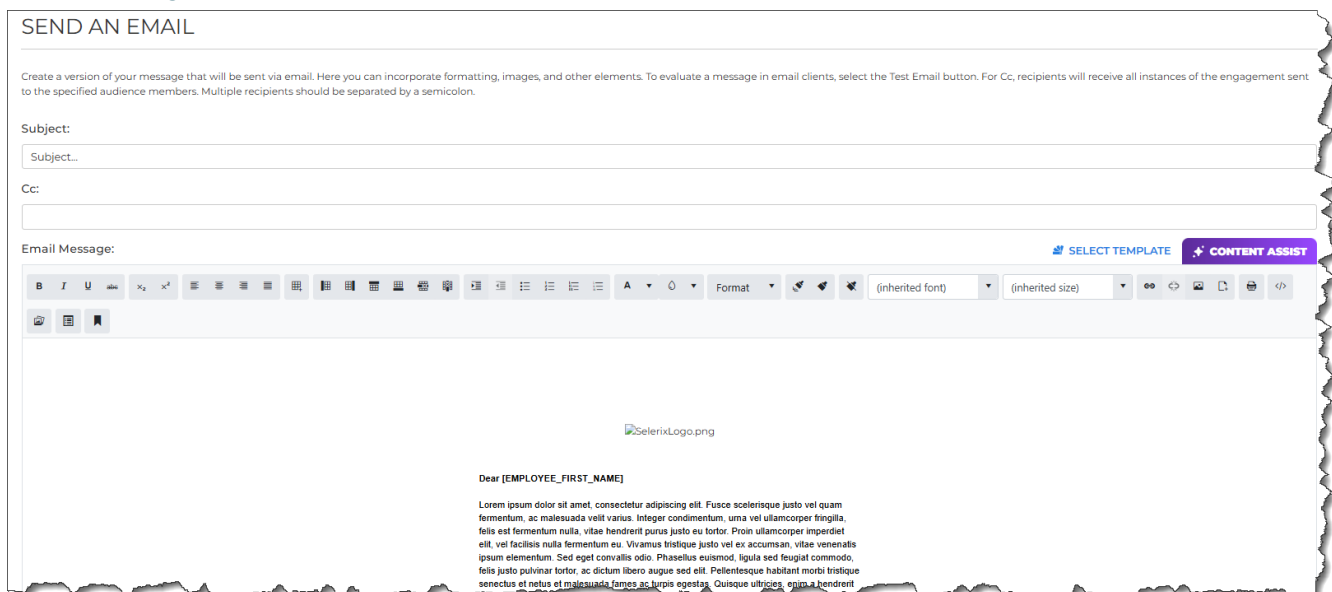 SEND AN EMAIL
Create a version of your message that will be sent via email. Here you can incorporate formatting, images, and other elements. To evaluate a message in email clients, select the Test Email button. For Cc, recipients will receive all instances of the engagement sent
to the specified audience members. Multiple recipients should be separated by a semicolon.
Subject:
Subject...
Cc:
Email Message:
SELECT TEMPLATE
CONTENT ASSIST
B I U abc x₂ x² A Format (inherited font) (inherited size)
SelerixLogo.png
Dear [EMPLOYEE_FIRST_NAME]
Lorem ipsum dolor sit amet, consectetur adipiscing elit. Fusce scelerisque justo vel quam
fermentum, ac malesuada velit varius. Integer condimentum, urna vel ullamcorper fringilla,
felis est fermentum nulla, vitae hendrerit purus justo eu tortor. Proin ullamcorper imperdiet
elit, vel facilisis nulla fermentum eu. Vivamus tristique justo vel ex accumsan, vitae venenatis
ipsum elementum. Sed eget convallis odio. Phasellus euismod, ligula sed feugiat commodo,
felis justo pulvinar tortor, ac dictum libero augue sed elit. Pellentesque habitant morbi tristique
senectus et netus et malesuada fames ac turpis egestas. Quisque ultricies, enim a hendrerit